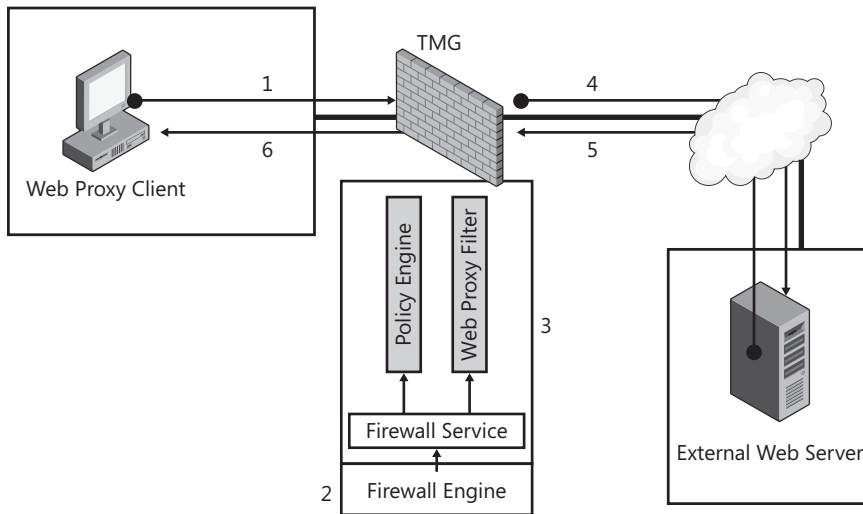 TMG
1
4
6
5
Web Proxy Client
Policy Engine
Web Proxy Filter
3
Firewall Service
External Web Server
2
Firewall Engine